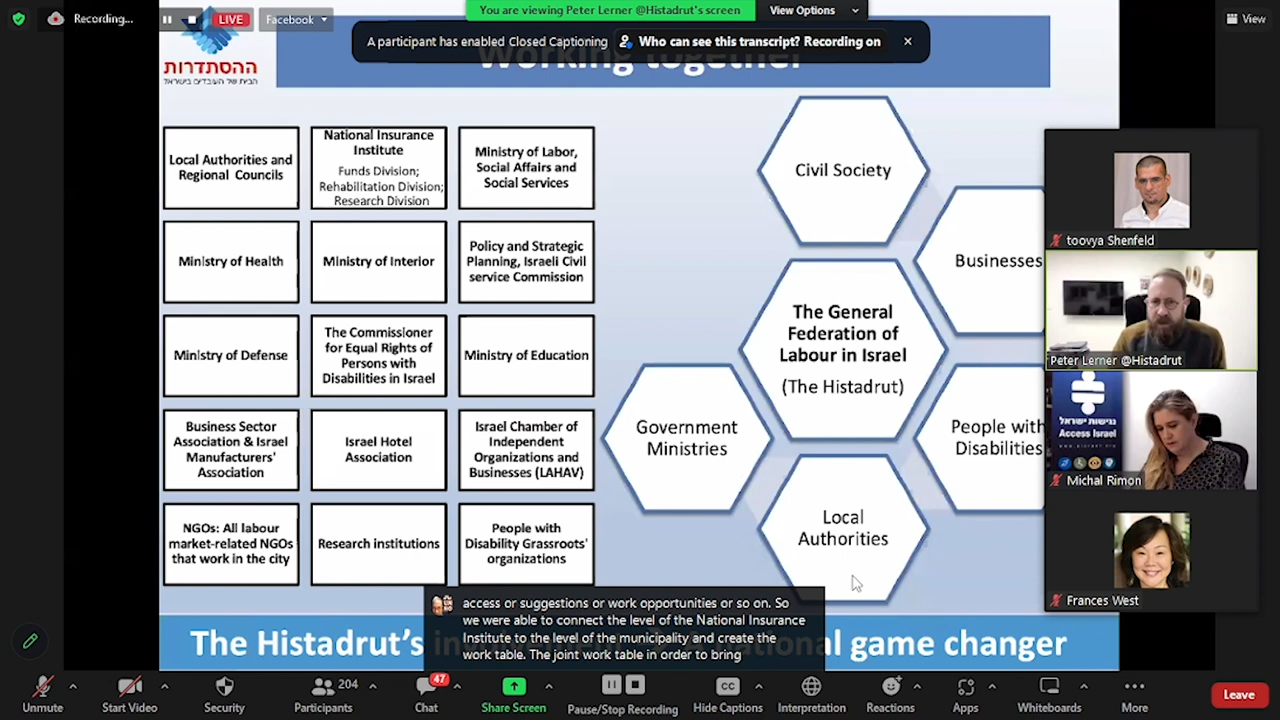 Recording...
LIVE
Facebook
You are viewing Peter Lerner @Histadrut's screen
View Options
View
A participant has enabled Closed Captioning
Who can see this transcript? Recording on
ההסתדרות
הבית של העובדים בישראל
Working together
Local Authorities and
Regional Councils
National Insurance
Institute
Funds Division;
Rehabilitation Division;
Research Division
Ministry of Labor,
Social Affairs and
Social Services
Ministry of Health
Ministry of Interior
Policy and Strategic
Planning, Israeli Civil
service Commission
Ministry of Defense
The Commissioner
for Equal Rights of
Persons with
Disabilities in Israel
Ministry of Education
Business Sector
Association & Israel
Manufacturers'
Association
Israel Hotel
Association
Israel Chamber of
Independent
Organizations and
Businesses (LAHAV)
NGOs: All labour
market-related NGOs
that work in the city
Research institutions
People with
Disability Grassroots'
organizations
Civil Society
Businesses
The General
Federation of
Labour in Israel
(The Histadrut)
Government
Ministries
People with
Disabilities
Local
Authorities
toovya Shenfeld
Peter Lerner @Histadrut
נגישות ישראל
Access Israel
Michal Rimon
Frances West
access or suggestions or work opportunities or so on. So
we were able to connect the level of the National Insurance
Institute to the level of the municipality and create the
work table. The joint work table in order to bring
The Histadrut's national game changer
Unmute
Start Video
Security
204
Participants
47
Chat
Share Screen
Pause/Stop Recording
CC
Hide Captions
Interpretation
Reactions
Apps
Whiteboards
More
Leave